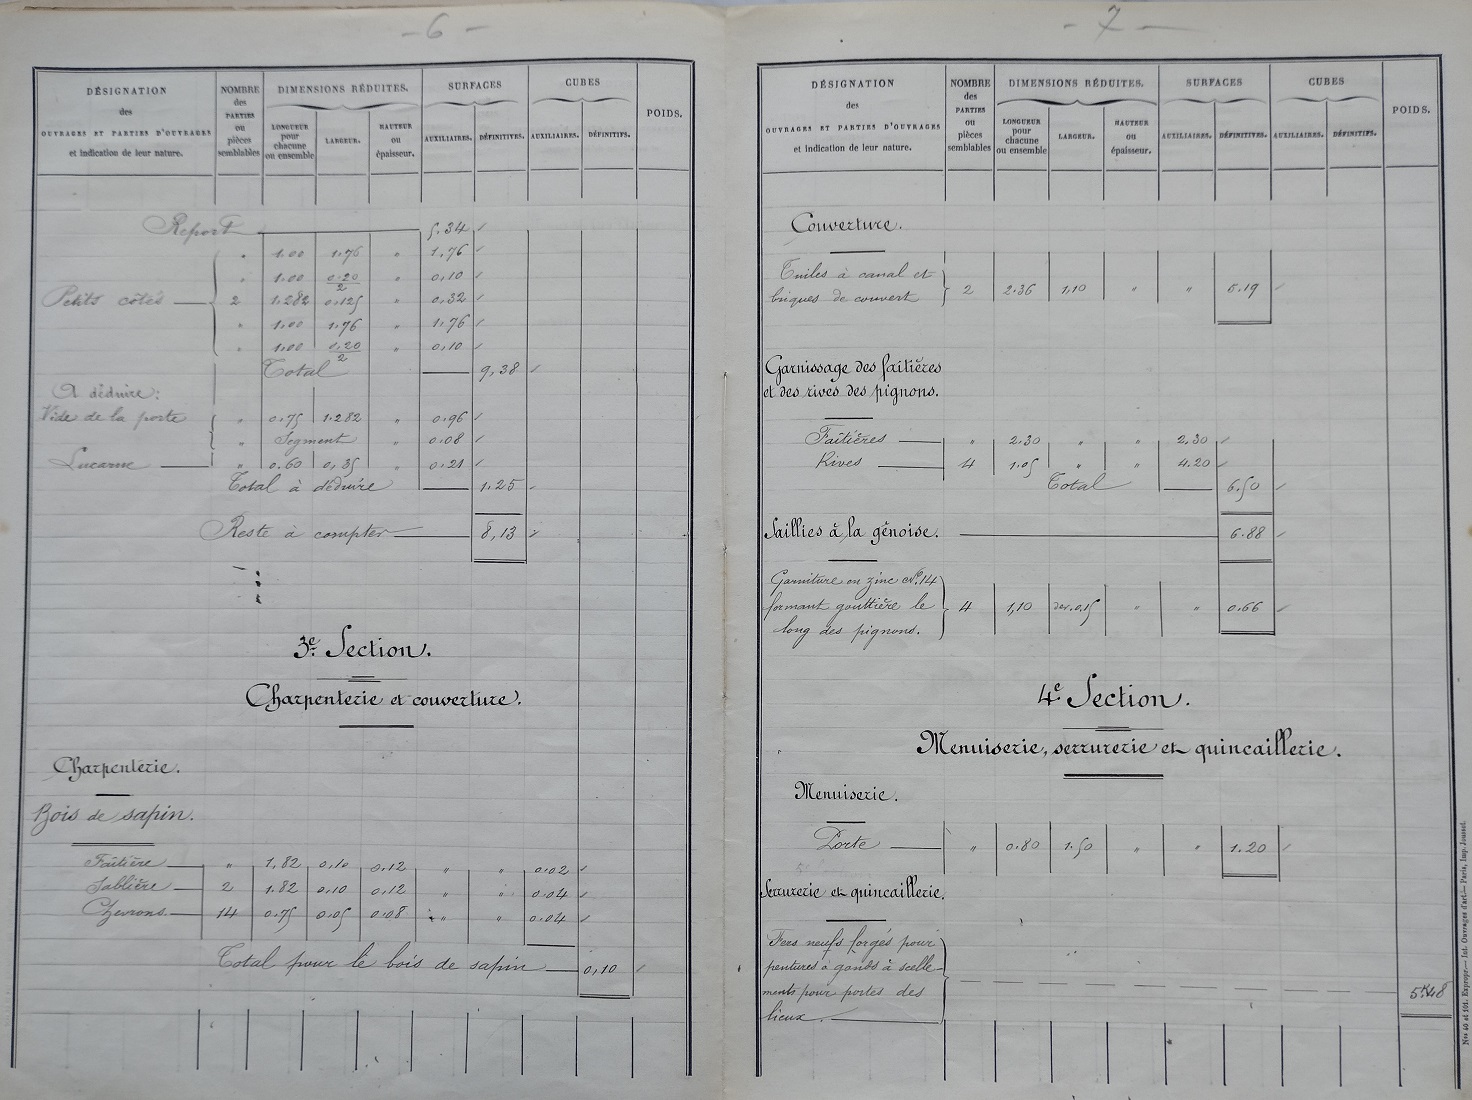 - 6 -
DÉSIGNATION
des
OUVRAGES ET PARTIES D'OUVRAGES
et indication de leur nature.
NOMBRE
des
PARTIES
ou
pièces
semblables
DIMENSIONS RÉDUITES.
LONGUEUR
pour
chacune
ou ensemble
LARGEUR.
HAUTEUR
ou
épaisseur.
SURFACES
AUXILIAIRES. DÉFINITIVES.
CUBES
AUXILIAIRES. DÉFINITIFS.
POIDS.
Report 5.34
" 1.00 1.76 " 1.76
" 1.00 0.20/2 " 0.10
Petits côtés 2 1.282 0.125 " 0.32
" 1.00 1.76 " 1.76
" 1.00 0.20/2 " 0.10
Total 9,38
A déduire:
Vide de la porte " 0.75 1.282 " 0.96
" Segment " 0.08
Lucarne " 0.60 0.35 " 0.21
Total à déduire 1.25
Reste à compter 8,13
3e Section.
Charpenterie et couverture.
Charpenterie.
Bois de sapin.
Faîtière " 1.82 0.10 0.12 " " 0.02
Sablière 2 1.82 0.10 0.12 " " 0.04
Chevrons 14 0.75 0.05 0.08 " " 0.04
Total pour le bois de sapin 0,10
- 7 -
DÉSIGNATION
des
OUVRAGES ET PARTIES D'OUVRAGES
et indication de leur nature.
NOMBRE
des
PARTIES
ou
pièces
semblables
DIMENSIONS RÉDUITES.
LONGUEUR
pour
chacune
ou ensemble
LARGEUR.
HAUTEUR
ou
épaisseur.
SURFACES
AUXILIAIRES. DÉFINITIVES.
CUBES
AUXILIAIRES. DÉFINITIFS.
POIDS.
Couverture.
Tuiles à canal et
briques de couvert 2 2.36 1,10 " " 5.19
Garnissage des faîtières
et des rives des pignons.
Faîtières " 2.30 " " 2.30
Rives 4 1.05 " " 4.20
Total 6.50
Saillies à la génoise. 6.88
Garniture en zinc No.14
formant gouttière le 4 1,10 dev.0.15 " " 0.66
long des pignons.
4e Section.
Menuiserie, serrurerie et quincaillerie.
Menuiserie.
Porte " 0.80 1.50 " " 1.20
Serrurerie et quincaillerie.
Fers neufs forgés pour
pentures à gonds à scelle-
ments pour portes des 5k48
lieux.
Nos 40 et 101. Exprops.— Int. Ouvrages d'art.— Paris, Imp. Jousset.